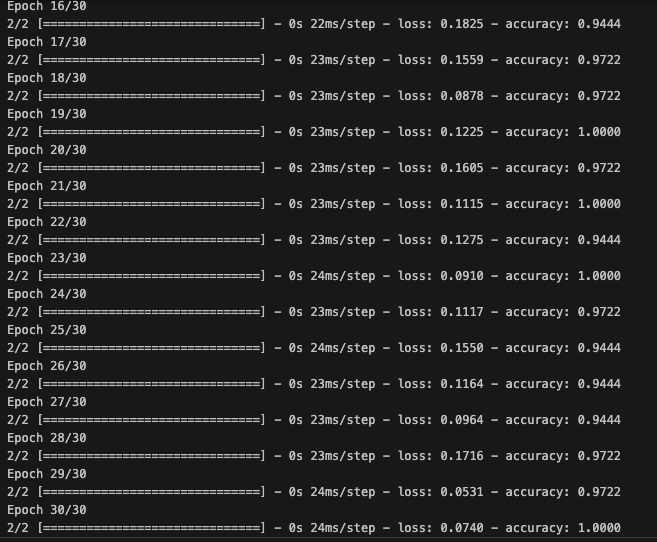 Epoch 16/30
2/2 [==============================] - 0s 22ms/step - loss: 0.1825 - accuracy: 0.9444
Epoch 17/30
2/2 [==============================] - 0s 23ms/step - loss: 0.1559 - accuracy: 0.9722
Epoch 18/30
2/2 [==============================] - 0s 23ms/step - loss: 0.0878 - accuracy: 0.9722
Epoch 19/30
2/2 [==============================] - 0s 23ms/step - loss: 0.1225 - accuracy: 1.0000
Epoch 20/30
2/2 [==============================] - 0s 23ms/step - loss: 0.1605 - accuracy: 0.9722
Epoch 21/30
2/2 [==============================] - 0s 23ms/step - loss: 0.1115 - accuracy: 1.0000
Epoch 22/30
2/2 [==============================] - 0s 23ms/step - loss: 0.1275 - accuracy: 0.9444
Epoch 23/30
2/2 [==============================] - 0s 24ms/step - loss: 0.0910 - accuracy: 1.0000
Epoch 24/30
2/2 [==============================] - 0s 23ms/step - loss: 0.1117 - accuracy: 0.9722
Epoch 25/30
2/2 [==============================] - 0s 24ms/step - loss: 0.1550 - accuracy: 0.9444
Epoch 26/30
2/2 [==============================] - 0s 23ms/step - loss: 0.1164 - accuracy: 0.9444
Epoch 27/30
2/2 [==============================] - 0s 23ms/step - loss: 0.0964 - accuracy: 0.9444
Epoch 28/30
2/2 [==============================] - 0s 23ms/step - loss: 0.1716 - accuracy: 0.9722
Epoch 29/30
2/2 [==============================] - 0s 24ms/step - loss: 0.0531 - accuracy: 0.9722
Epoch 30/30
2/2 [==============================] - 0s 24ms/step - loss: 0.0740 - accuracy: 1.0000